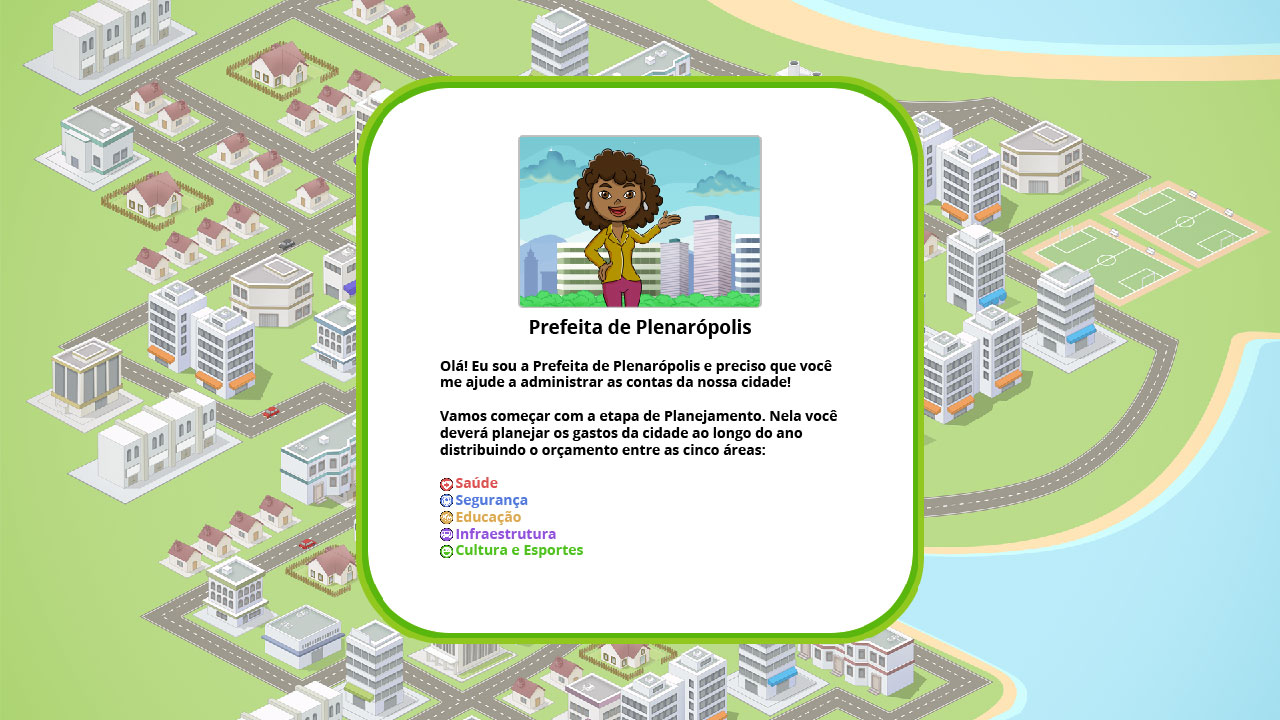 Prefeita de Plenarópolis
Olá! Eu sou a Prefeita de Plenarópolis e preciso que você
me ajude a administrar as contas da nossa cidade!
Vamos começar com a etapa de Planejamento. Nela você
deverá planejar os gastos da cidade ao longo do ano
distribuindo o orçamento entre as cinco áreas:
Saúde
Segurança
Educação
Infraestrutura
Cultura e Esportes